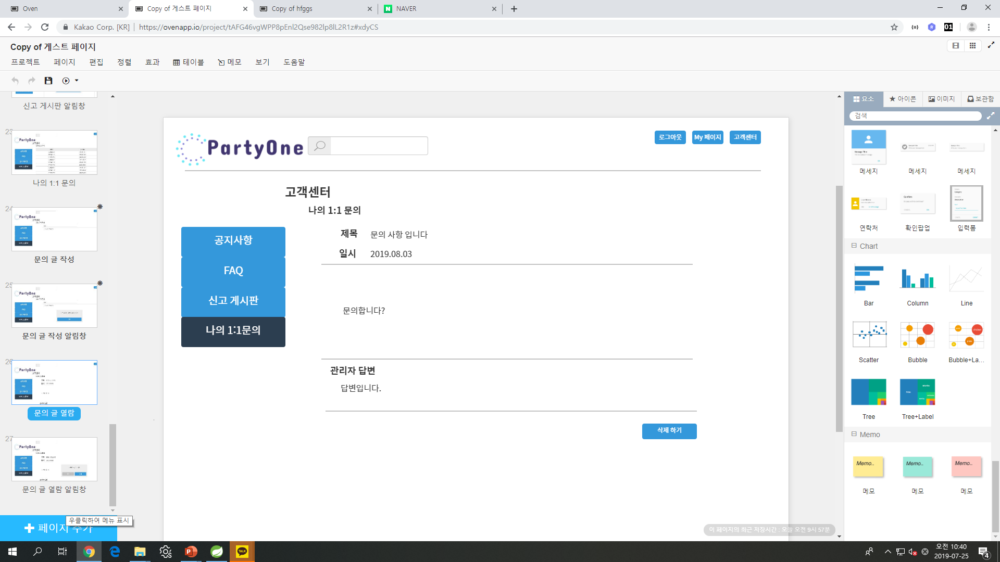 Oven
Copy of 게스트 페이지
Copy of hfggs
NAVER
Kakao Corp. [KR]
https://ovenapp.io/project/tAFG46vgWPP8pEnl2Qse982lp8lL2R1z#xdyCS
Copy of 게스트 페이지
프로젝트 페이지 편집 정렬 효과 테이블 메모 보기 도움말
신고 게시판 알림창
23
나의 1:1 문의
24
문의 글 작성
25
문의 글 작성 알림창
26
문의 글 열람
27
문의 글 열람 알림창
페이지 추가
우클릭하여 메뉴 표시
PartyOne
로그아웃 My 페이지 고객센터
고객센터
나의 1:1 문의
공지사항
FAQ
신고 게시판
나의 1:1문의
제목 문의 사항 입니다
일시 2019.08.03
문의합니다?
관리자 답변
답변입니다.
삭제 하기
이 페이지의 최근 저장시간 : 오늘 오전 9시 57분
요소 아이콘 이미지 보관함
검색
메세지 메세지 메세지
연락처 확인팝업 입력폼
Chart
Bar Column Line
Scatter Bubble Bubble+La...
Tree Tree+Label
Memo
Memo.. Memo.. Memo..
메모 메모 메모
TALK
오전 10:40
2019-07-25
4